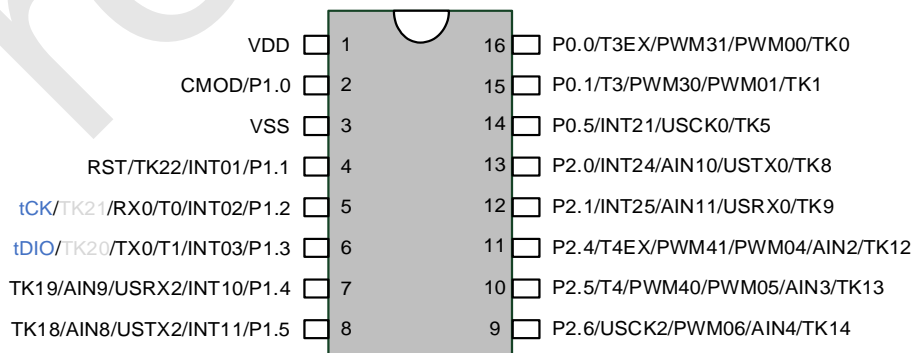 VDD 1 16 P0.0/T3EX/PWM31/PWM00/TK0
CMOD/P1.0 2 15 P0.1/T3/PWM30/PWM01/TK1
VSS 3 14 P0.5/INT21/USCK0/TK5
RST/TK22/INT01/P1.1 4 13 P2.0/INT24/AIN10/USTX0/TK8
tCK/TK21/RX0/T0/INT02/P1.2 5 12 P2.1/INT25/AIN11/USRX0/TK9
tDIO/TK20/TX0/T1/INT03/P1.3 6 11 P2.4/T4EX/PWM41/PWM04/AIN2/TK12
TK19/AIN9/USRX2/INT10/P1.4 7 10 P2.5/T4/PWM40/PWM05/AIN3/TK13
TK18/AIN8/USTX2/INT11/P1.5 8 9 P2.6/USCK2/PWM06/AIN4/TK14